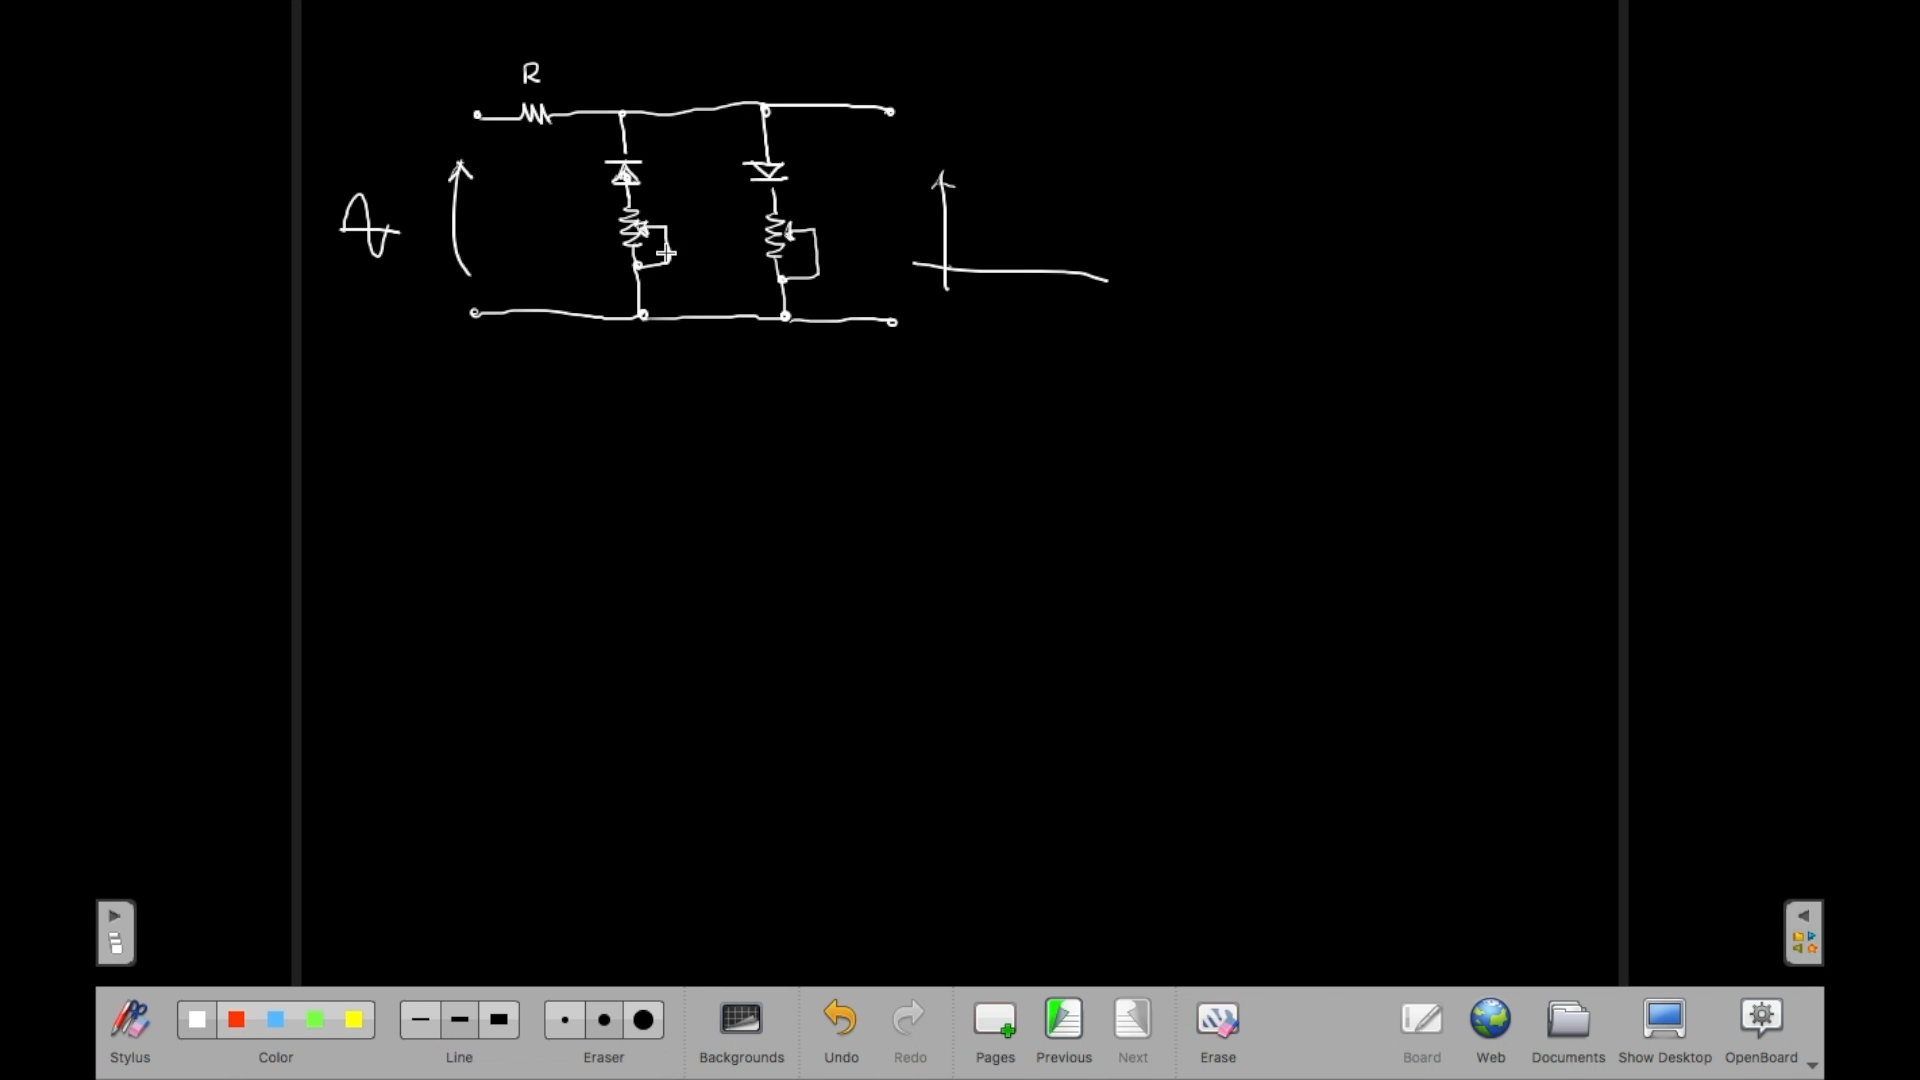 R
Stylus
Color
Line
Eraser
Backgrounds
Undo
Redo
Pages
Previous
Next
Erase
Board
Web
Documents
Show Desktop
OpenBoard